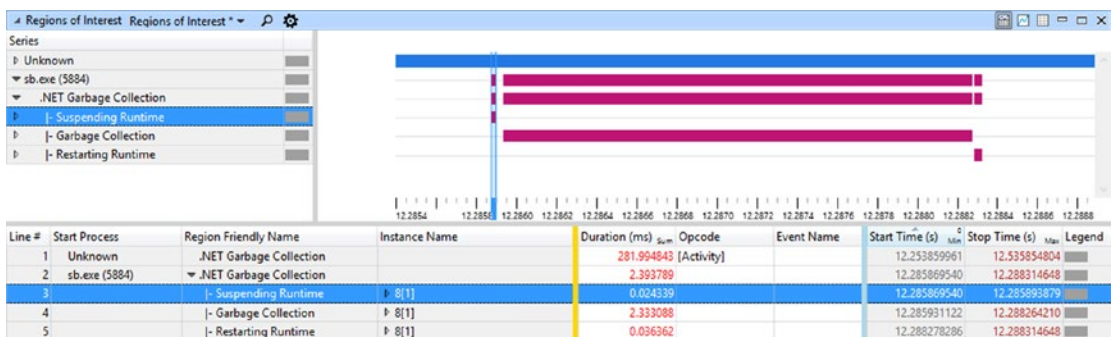 Regions of Interest Regions of Interest *
Series
Unknown
sb.exe (5884)
.NET Garbage Collection
|- Suspending Runtime
|- Garbage Collection
|- Restarting Runtime
12.2854 12.2858 12.2860 12.2862 12.2864 12.2866 12.2868 12.2870 12.2872 12.2874 12.2876 12.2878 12.2880 12.2882 12.2884 12.2886 12.2888
Line # Start Process Region Friendly Name Instance Name Duration (ms) Sum Opcode Event Name Start Time (s) Min Stop Time (s) Max Legend
1 Unknown .NET Garbage Collection 281.994843 [Activity] 12.253859961 12.535854804
2 sb.exe (5884) .NET Garbage Collection 2.393789 12.285869540 12.288314648
3 |- Suspending Runtime 8[1] 0.024339 12.285869540 12.285893879
4 |- Garbage Collection 8[1] 2.333088 12.285931122 12.288264210
5 |- Restarting Runtime 8[1] 0.036362 12.288278286 12.288314648